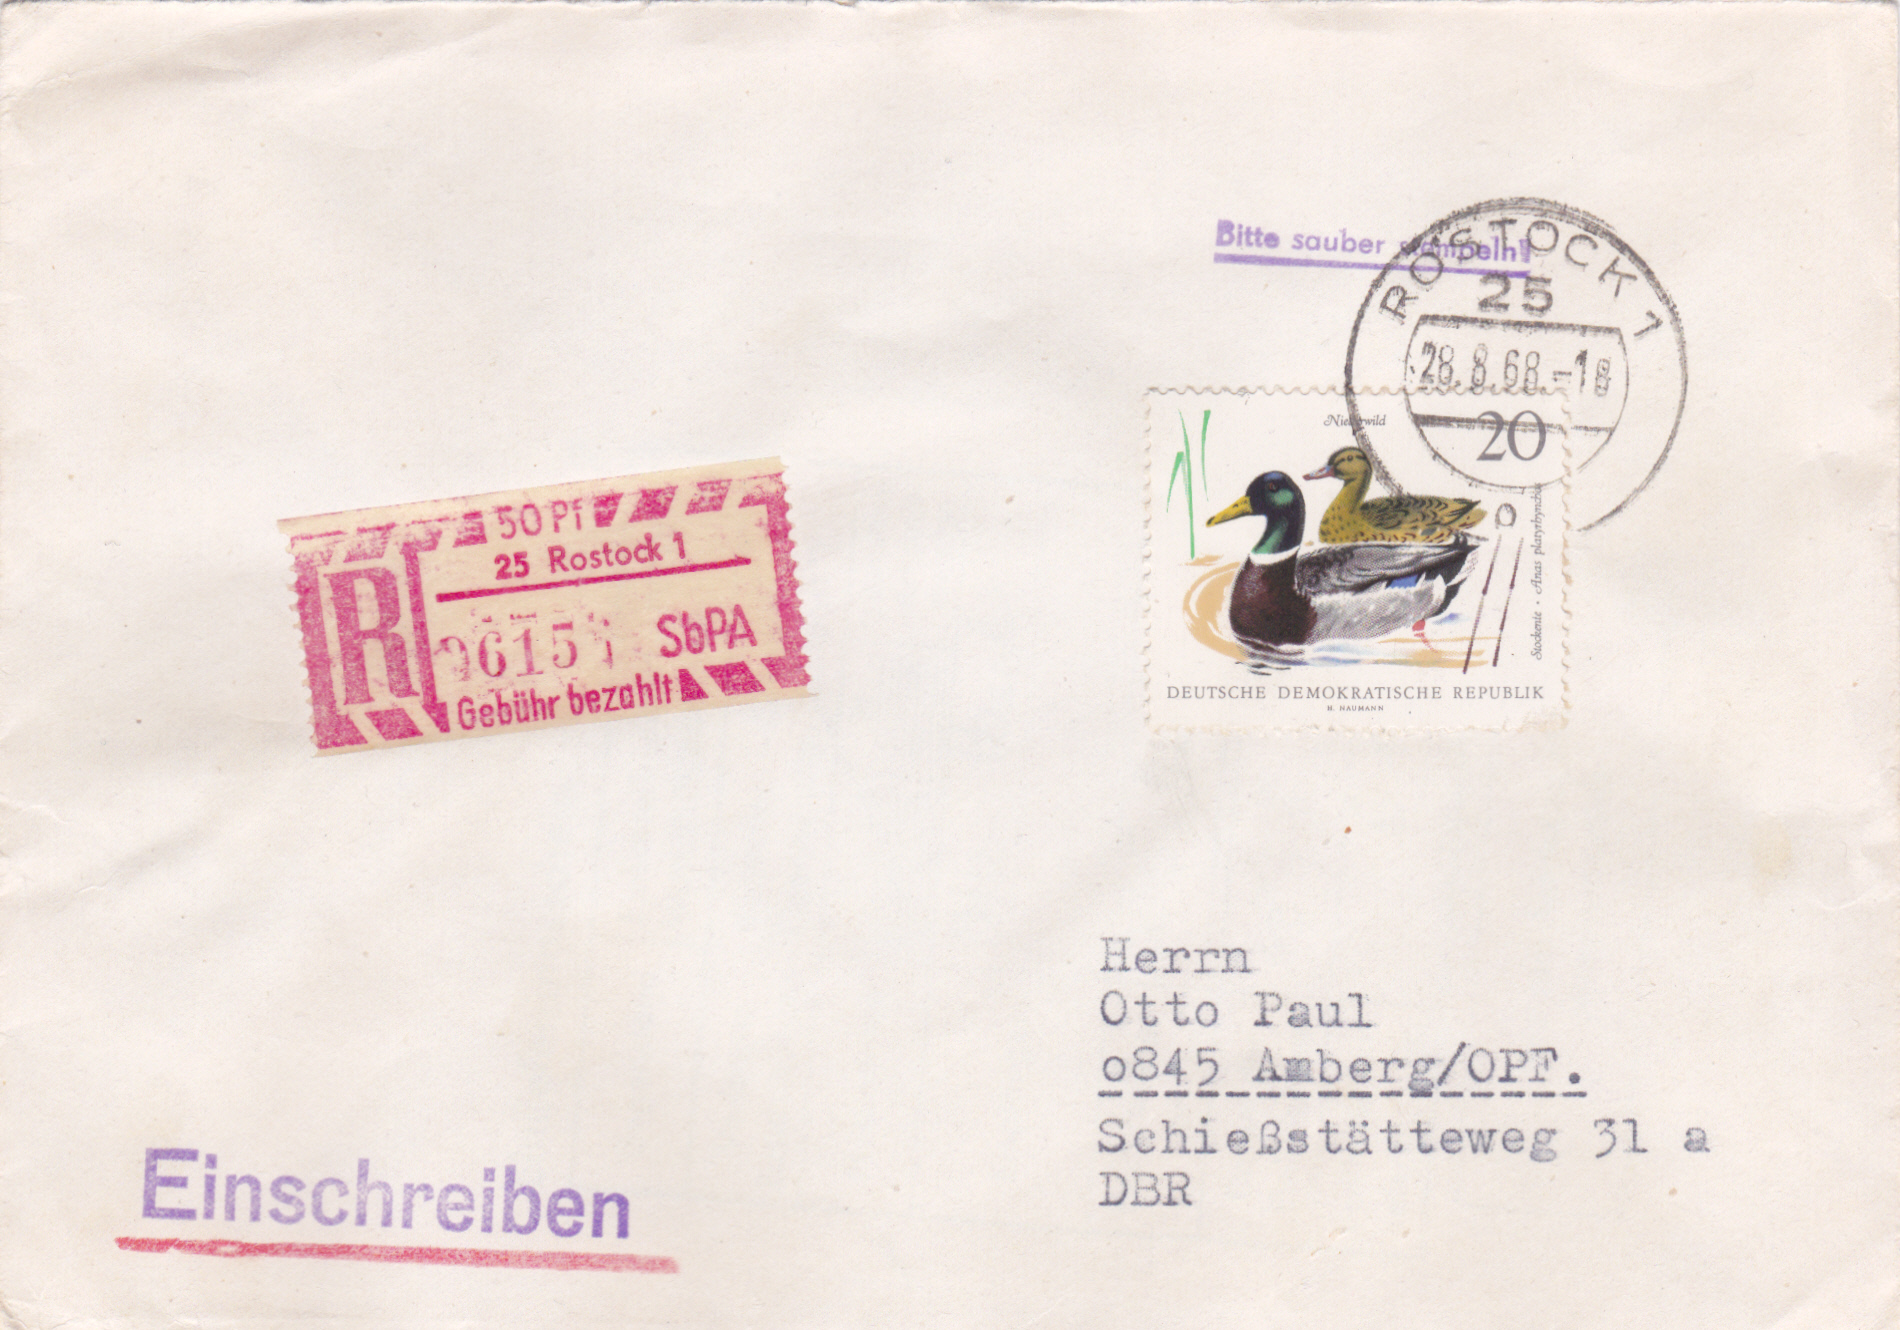 Bitte sauber stempeln!
ROSTOCK 1
25
28.8.68.-18
Niederwild
20
Stockente · Anas platyrhynchos
DEUTSCHE DEMOKRATISCHE REPUBLIK
H. NAUMANN
50 Pf
25 Rostock 1
R
SbPA
Gebühr bezahlt
Herrn
Otto Paul
o845 Amberg/OPF.
Schießstätteweg 31 a
DBR
Einschreiben